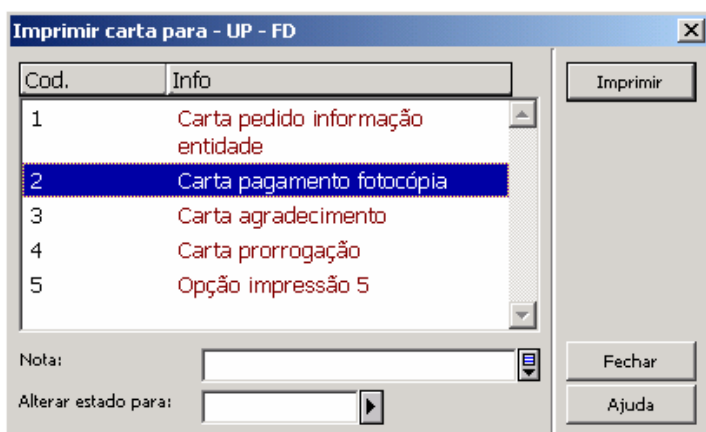 Imprimir carta para - UP - FD
Cod. Info
Imprimir
1 Carta pedido informação
entidade
2 Carta pagamento fotocópia
3 Carta agradecimento
4 Carta prorrogação
5 Opção impressão 5
Nota:
Fechar
Alterar estado para:
Ajuda